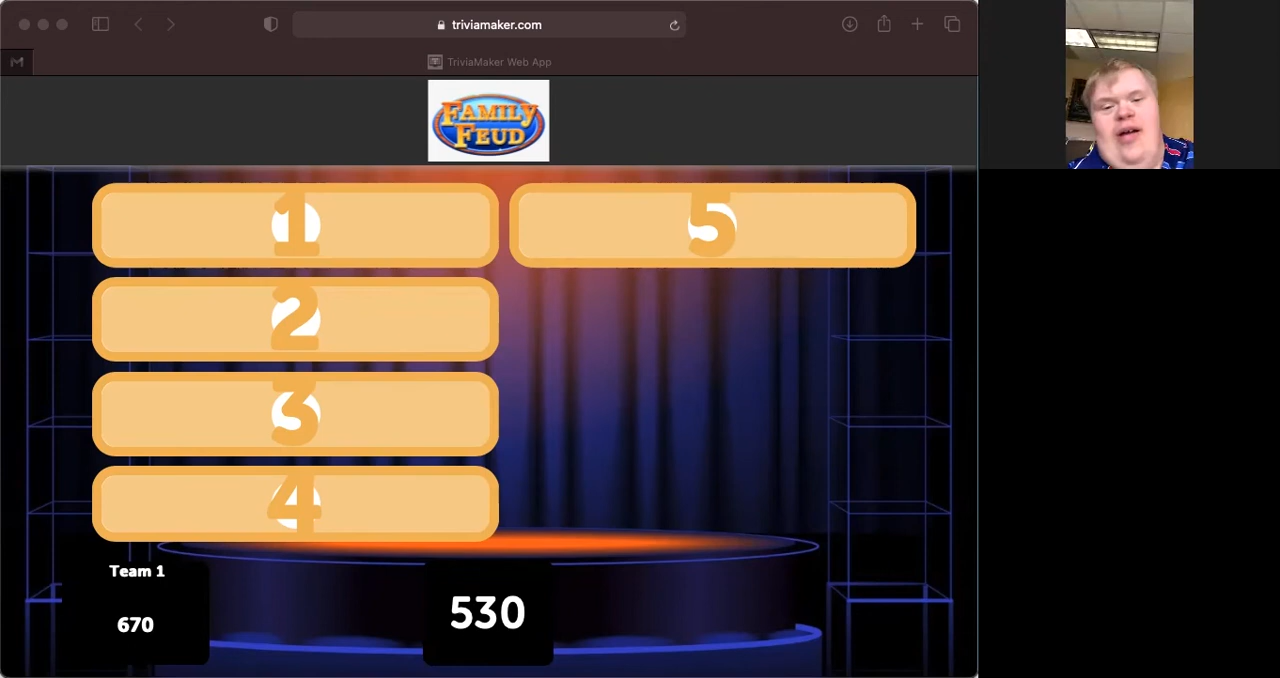 triviamaker.com
M
TriviaMaker Web App
FAMILY
FEUD
1
5
2
3
4
Team 1
670
530